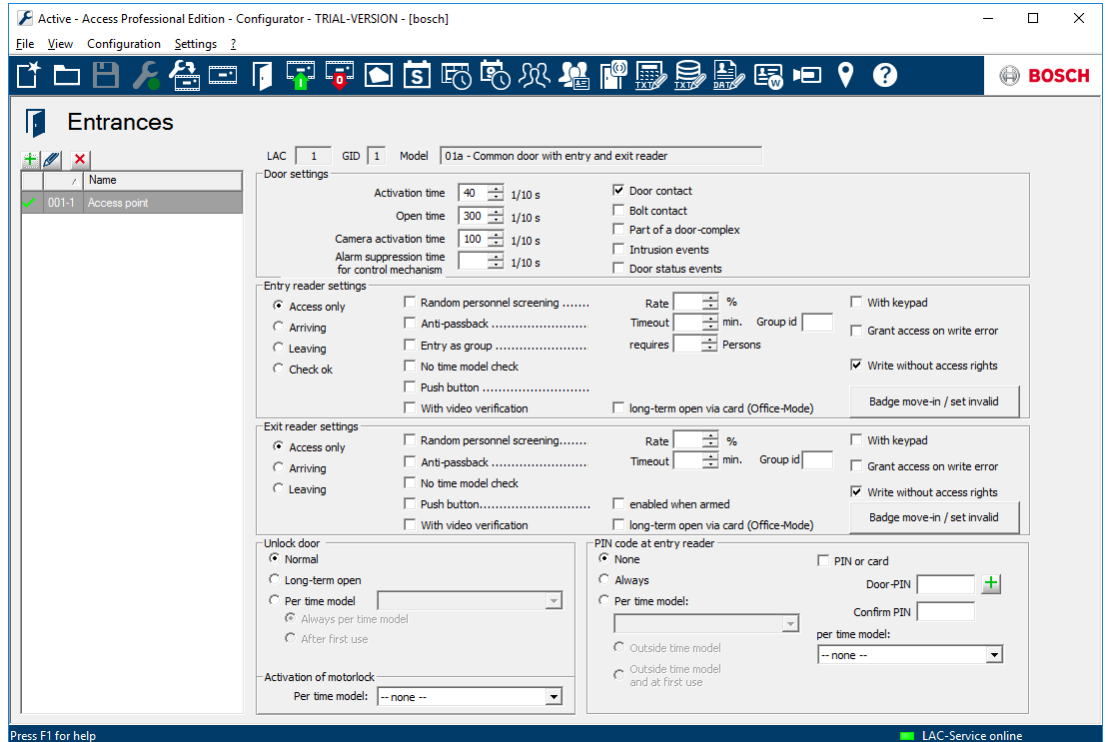 Active - Access Professional Edition - Configurator - TRIAL-VERSION - [bosch]
File View Configuration Settings ?
TXT TXT DATA W BOSCH
Entrances
LAC 1 GID 1 Model 01a - Common door with entry and exit reader
Name
001-1 Access point
Door settings
Activation time 40 1/10 s
Open time 300 1/10 s
Camera activation time 100 1/10 s
Alarm suppression time
for control mechanism 1/10 s
Door contact
Bolt contact
Part of a door-complex
Intrusion events
Door status events
Entry reader settings
Access only
Arriving
Leaving
Check ok
Random personnel screening ....... Rate %
Anti-passback ........................ Timeout min. Group id
Entry as group ....................... requires Persons
No time model check
Push button ..........................
With video verification
long-term open via card (Office-Mode)
With keypad
Grant access on write error
Write without access rights
Badge move-in / set invalid
Exit reader settings
Access only
Arriving
Leaving
Random personnel screening....... Rate %
Anti-passback ........................ Timeout min. Group id
No time model check
Push button...........................
With video verification
enabled when armed
long-term open via card (Office-Mode)
With keypad
Grant access on write error
Write without access rights
Badge move-in / set invalid
Unlock door
Normal
Long-term open
Per time model
Always per time model
After first use
Activation of motorlock
Per time model: -- none --
PIN code at entry reader
None
Always
Per time model:
Outside time model
Outside time model
and at first use
PIN or card
Door-PIN
Confirm PIN
per time model:
-- none --
Press F1 for help
LAC-Service online